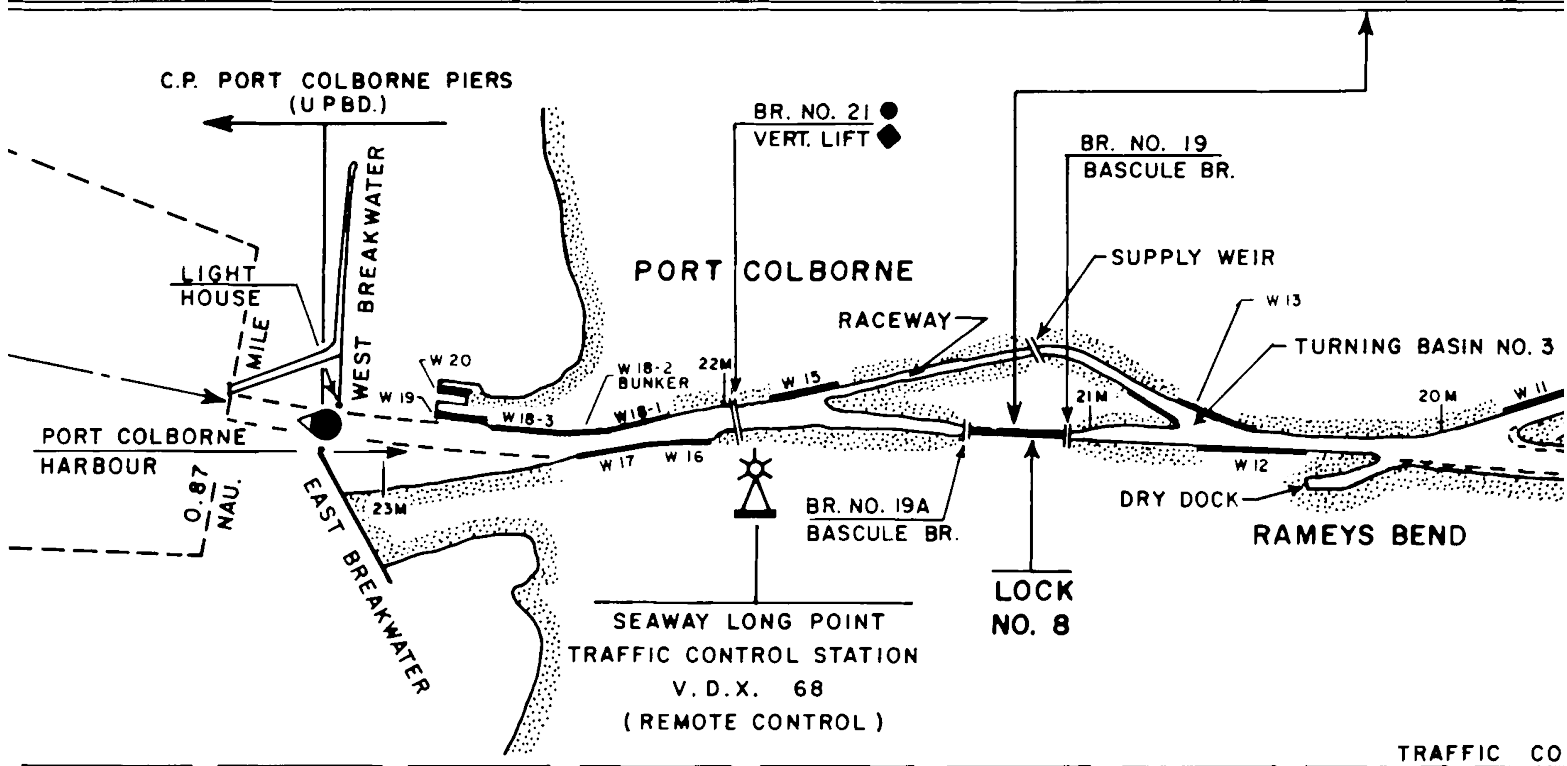 C.P. PORT COLBORNE PIERS
(UPBD.)
BR. NO. 21
VERT. LIFT
BR. NO. 19
BASCULE BR.
WEST BREAKWATER
LIGHT
HOUSE
MILE
PORT COLBORNE
SUPPLY WEIR
RACEWAY
W 13
TURNING BASIN NO. 3
W 20
W 19
W 18-3
W 18-2
BUNKER
W 18-1
22M
W 15
21M
20M
W 11
PORT COLBORNE
HARBOUR
0.87
NAU.
23M
W 17
W 16
W 12
DRY DOCK
BR. NO. 19A
BASCULE BR.
RAMEYS BEND
EAST BREAKWATER
LOCK
NO. 8
SEAWAY LONG POINT
TRAFFIC CONTROL STATION
V.D.X. 68
(REMOTE CONTROL)
TRAFFIC CO